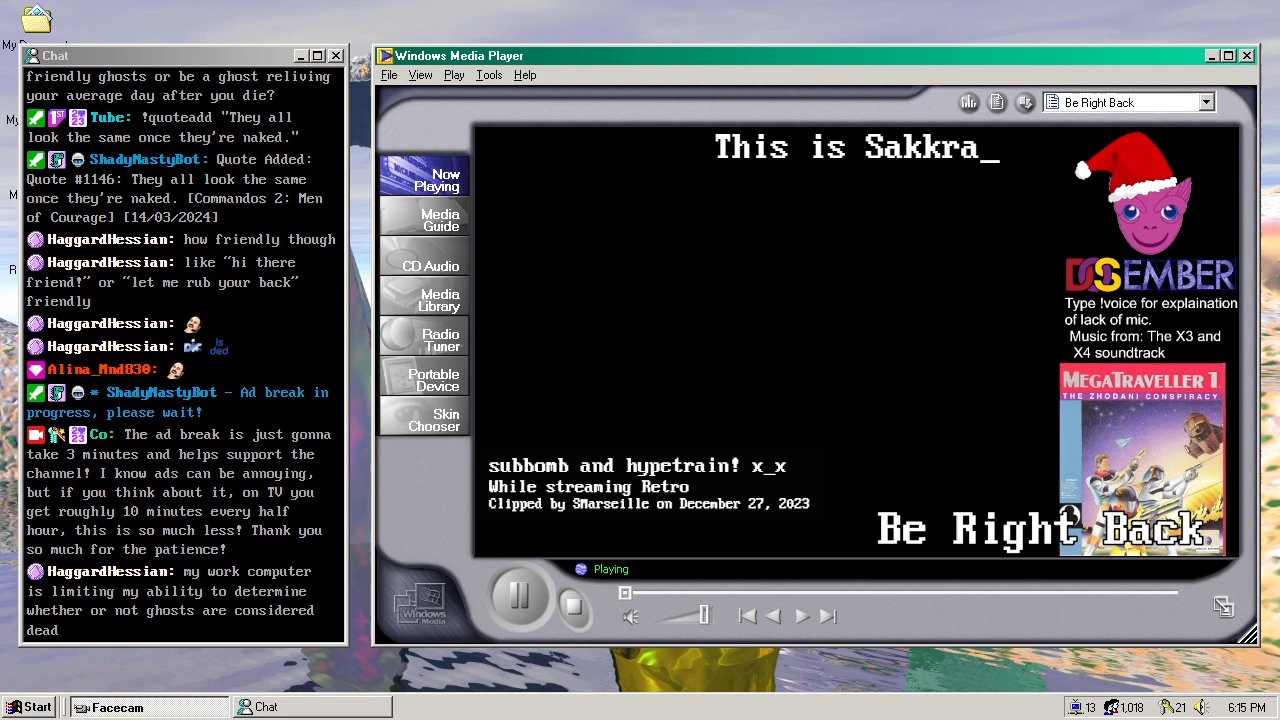 Chat
friendly ghosts or be a ghost reliving
your average day after you die?
Tube: !quoteadd "They all
look the same once they're naked."
ShadyNastyBot: Quote Added:
Quote #1146: They all look the same
once they're naked. [Commandos 2: Men
of Courage] [14/03/2024]
HaggardHessian: how friendly though
HaggardHessian: like “hi there
friend!” or “let me rub your back”
friendly
HaggardHessian:
HaggardHessian: is
ded
Alina_Mnd830:
* ShadyNastyBot - Ad break in
progress, please wait!
Co: The ad break is just gonna
take 3 minutes and helps support the
channel! I know ads can be annoying,
but if you think about it, on TV you
get roughly 10 minutes every half
hour, this is so much less! Thank you
so much for the patience!
HaggardHessian: my work computer
is limiting my ability to determine
whether or not ghosts are considered
dead
Windows Media Player
File View Play Tools Help
Be Right Back
Now
Playing
Media
Guide
CD Audio
Media
Library
Radio
Tuner
Portable
Device
Skin
Chooser
This is Sakkra_
DOSEMBER
Type !voice for explaination
of lack of mic.
Music from: The X3 and
X4 soundtrack
MEGATRAVELLER 1
THE ZHODANI CONSPIRACY
subbomb and hypetrain! x_x
While streaming Retro
Clipped by SMarseille on December 27, 2023
Be Right Back
Playing
Windows
Media
Start Facecam Chat 13 1,018 21 6:15 PM